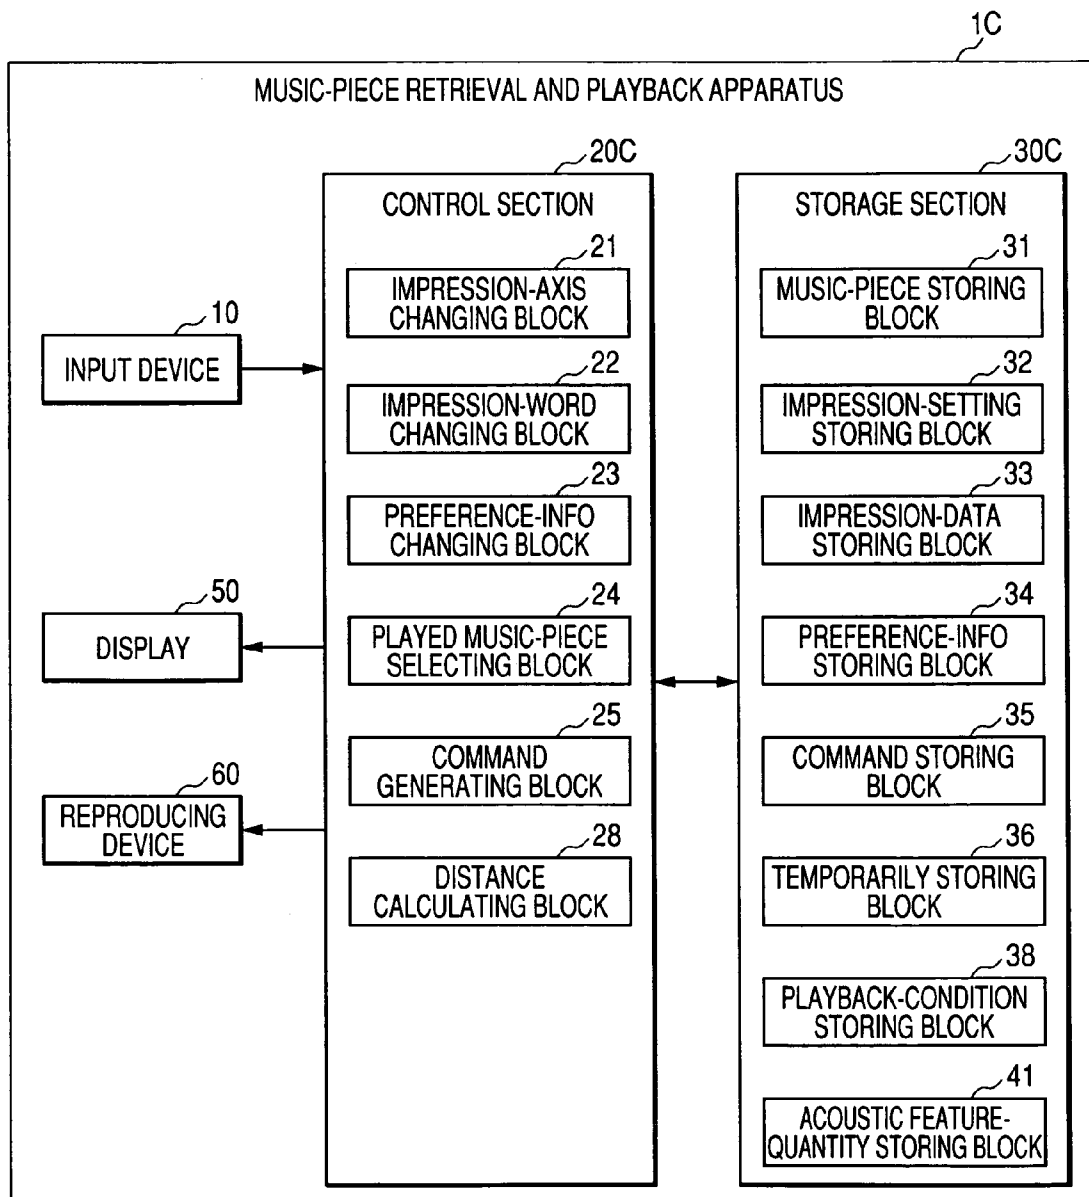 1C
MUSIC-PIECE RETRIEVAL AND PLAYBACK APPARATUS
10
INPUT DEVICE
50
DISPLAY
60
REPRODUCING
DEVICE
20C
CONTROL SECTION
21
IMPRESSION-AXIS
CHANGING BLOCK
22
IMPRESSION-WORD
CHANGING BLOCK
23
PREFERENCE-INFO
CHANGING BLOCK
24
PLAYED MUSIC-PIECE
SELECTING BLOCK
25
COMMAND
GENERATING BLOCK
28
DISTANCE
CALCULATING BLOCK
30C
STORAGE SECTION
31
MUSIC-PIECE STORING
BLOCK
32
IMPRESSION-SETTING
STORING BLOCK
33
IMPRESSION-DATA
STORING BLOCK
34
PREFERENCE-INFO
STORING BLOCK
35
COMMAND STORING
BLOCK
36
TEMPORARILY STORING
BLOCK
38
PLAYBACK-CONDITION
STORING BLOCK
41
ACOUSTIC FEATURE-
QUANTITY STORING BLOCK